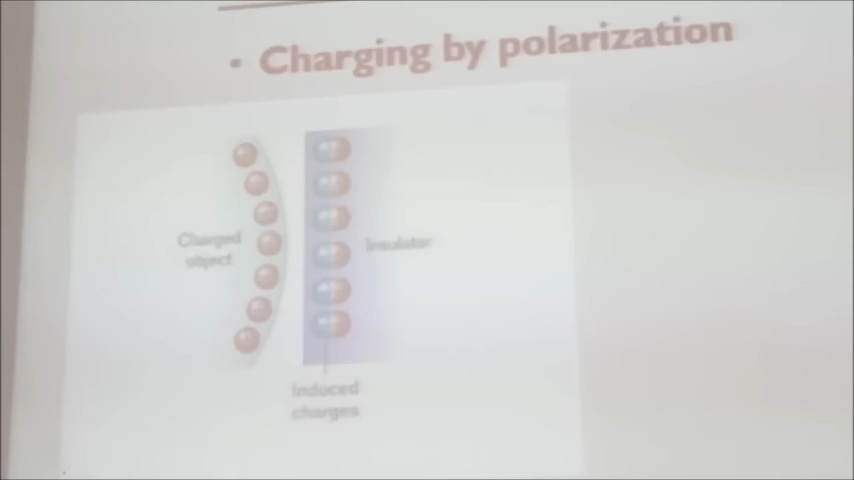 • Charging by polarization
Charged
object
Insulator
Induced
charges